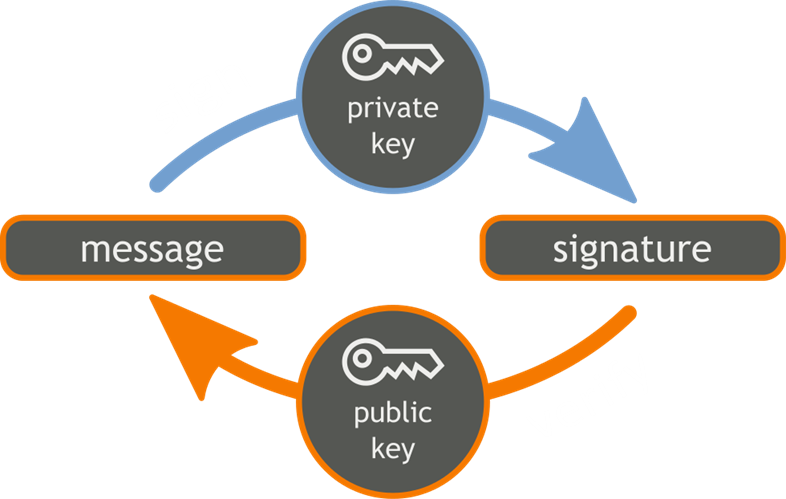 private
key
message
signature
public
key